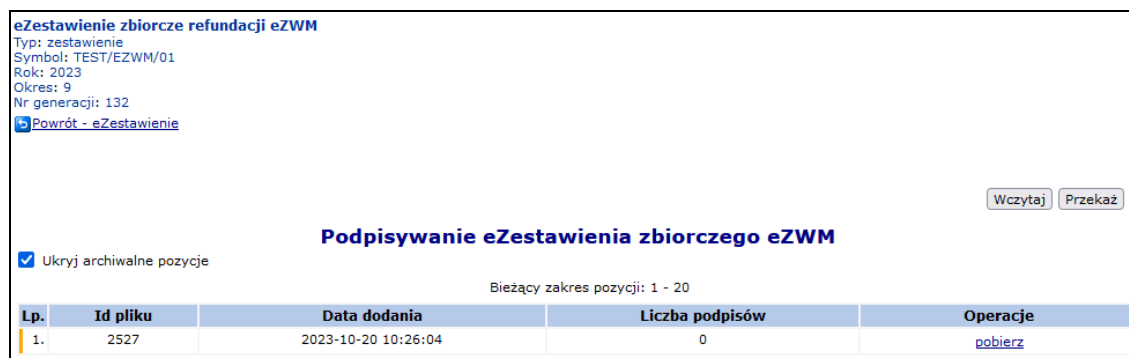 eZestawienie zbiorcze refundacji eZWM
Typ: zestawienie
Symbol: TEST/EZWM/01
Rok: 2023
Okres: 9
Nr generacji: 132
Powrót - eZestawienie
Wczytaj Przekaż
Podpisywanie eZestawienia zbiorczego eZWM
Ukryj archiwalne pozycje
Bieżący zakres pozycji: 1 - 20
Lp. Id pliku Data dodania Liczba podpisów Operacje
1. 2527 2023-10-20 10:26:04 0 pobierz